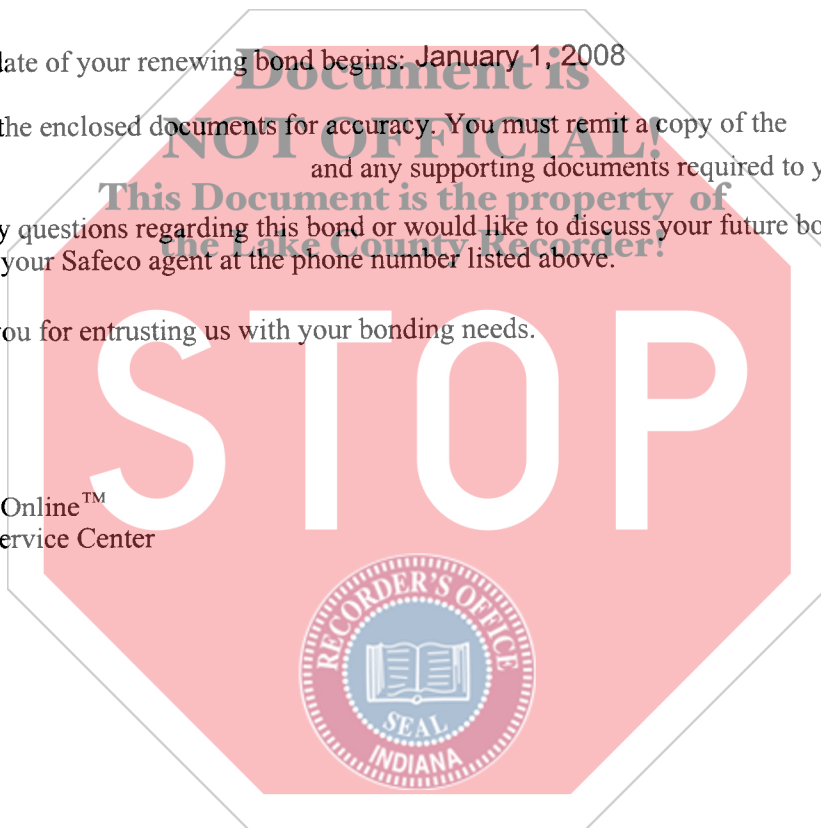 date of your renewing bond begins: January 1, 2008
Document is
the enclosed documents for accuracy. You must remit a copy of the
NOT OFFICIAL!
and any supporting documents required to y
This Document is the property of
y questions regarding this bond or would like to discuss your future bo
the Lake County Recorder!
your Safeco agent at the phone number listed above.
ou for entrusting us with your bonding needs.
STOP
Online™
ervice Center
RECORDER'S OFFICE
SEAL
INDIANA